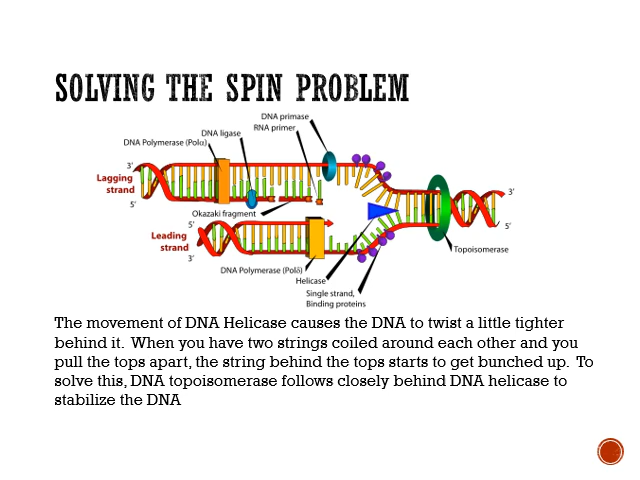 SOLVING THE SPIN PROBLEM
DNA primase
RNA primer
DNA ligase
DNA Polymerase (Polα)
3'
Lagging
strand
5'
3'
5'
Okazaki fragment
5'
Leading
strand
3'
Topoisomerase
DNA Polymerase (Polδ)
Helicase
Single strand,
Binding proteins
The movement of DNA Helicase causes the DNA to twist a little tighter
behind it. When you have two strings coiled around each other and you
pull the tops apart, the string behind the tops starts to get bunched up. To
solve this, DNA topoisomerase follows closely behind DNA helicase to
stabilize the DNA